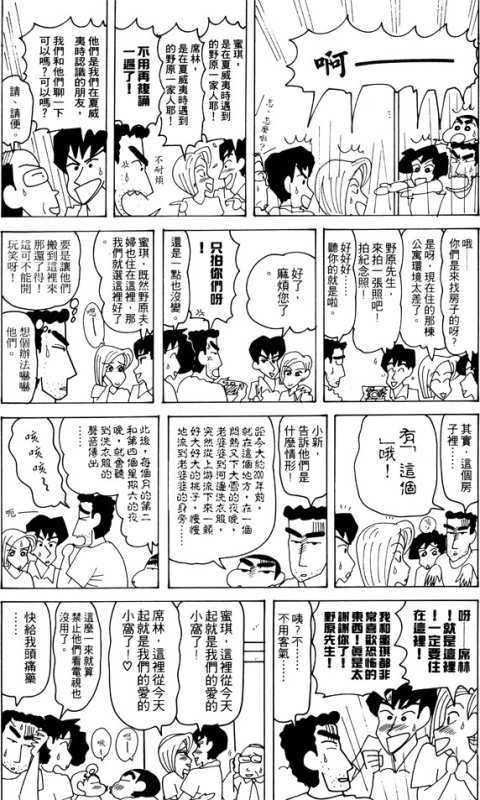 啊————
忐、怎麼啦？
蜜琪，
是在夏威夷時遇到
的野原一家人耶！
席林，
是在夏威夷時遇到
的野原一家人耶！
不用再複誦
一遍了！
不耐煩
他們是我們在夏威
夷時認識的朋友，
我們和他們聊一下
可以嗎？可以嗎？
請、請便。
哦
你們是來找房子的呀？
是呀，現在住的那棟
公寓環境太差了。
野原先生
來拍一張照吧！
拍紀念照！
好好好……
聽你的就是啦。
好了，
麻煩您了
只拍你們呀
！
還是一點也沒變。
蜜琪，既然野原夫
婦也住在這裡，那
我們就選這裡好了
。
嗯—
要是讓他們
搬到這裡來
那還了得！
這可不能開
玩笑呀！
想個辦法嚇嚇
他們。
其實，這個房
子裡……
有「這個
」哦！
小新，
告訴他們是
什麼情形！
距今大約200年前，
在這個地方，在一個
悶熱又下大雪的夜晚，
老婆婆到河邊洗衣服，
突然從上游流下來一顆
好大好大的桃子，慢慢
地流到老婆婆的身旁……
此後，每個月的第二
和第四個星期六的夜
晚，就會聽
到洗衣服的
聲音傳出
……
咳咳咳～
呃—
呀——席林
！就是這裡
！一定要住
在這裡！
我和蜜琪都非
常喜歡恐怖的
東西！真是太
謝謝你了！
野原先生！
咦？不……
不用客氣……
蜜琪，這裡從今天
起就是我們的愛的
小窩了！
席林，這裡從今天
起就是我們的愛的
小窩了！♡
嗯—
嗯—
這麼一來就算
禁止他們看電視也
沒用了。
快給我頭痛藥
……